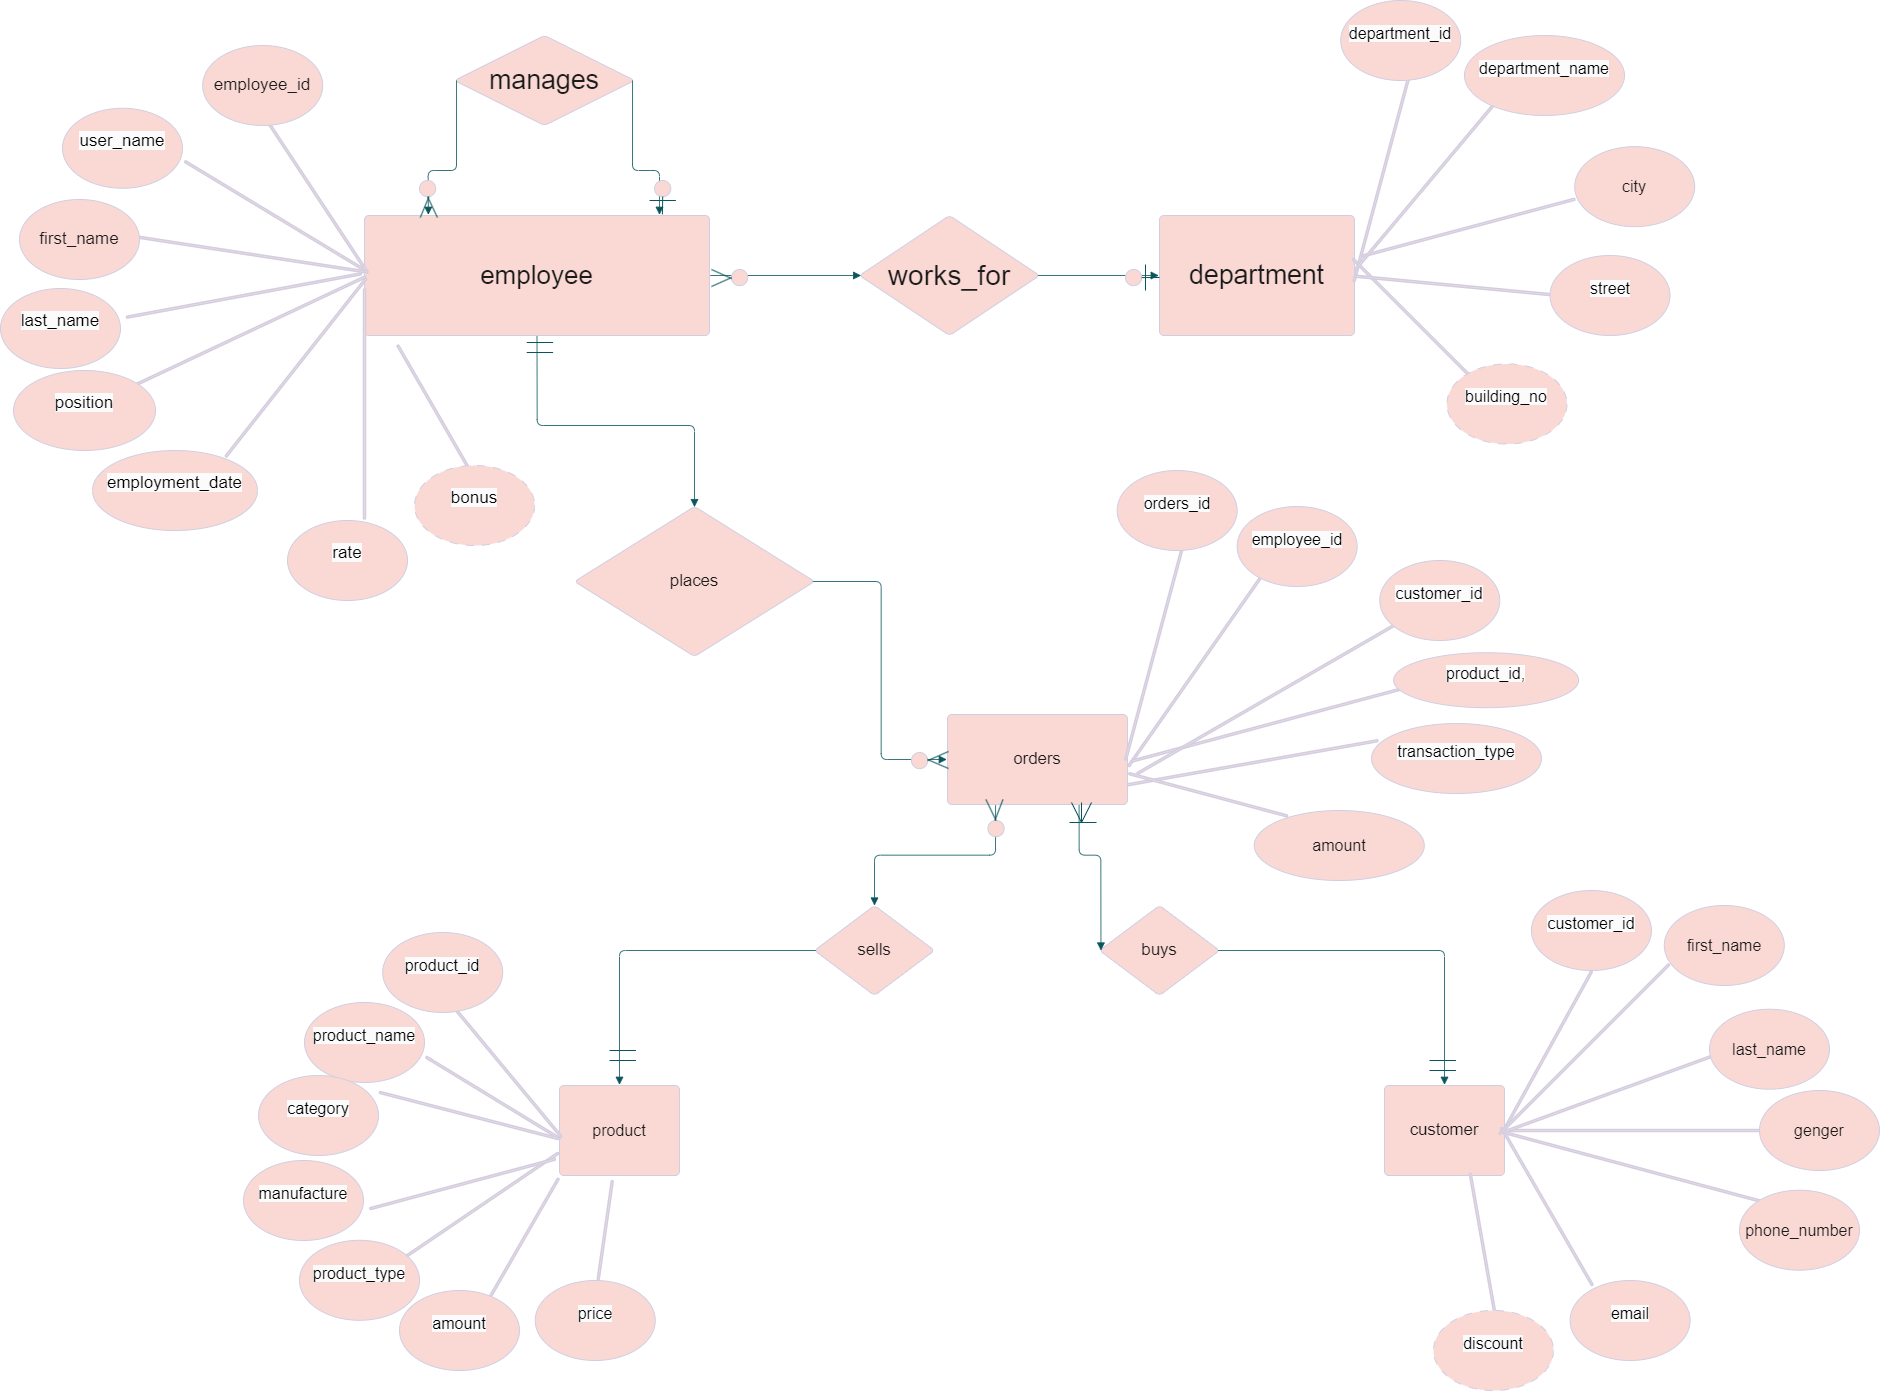 manages
employee_id
user_name
first_name
last_name
position
employment_date
rate
bonus
employee
works_for
department
department_id
department_name
city
street
building_no
places
orders
orders_id
employee_id
customer_id
product_id,
transaction_type
amount
sells
buys
product_id
product_name
category
manufacture
product_type
amount
price
product
customer
customer_id
first_name
last_name
genger
phone_number
email
discount